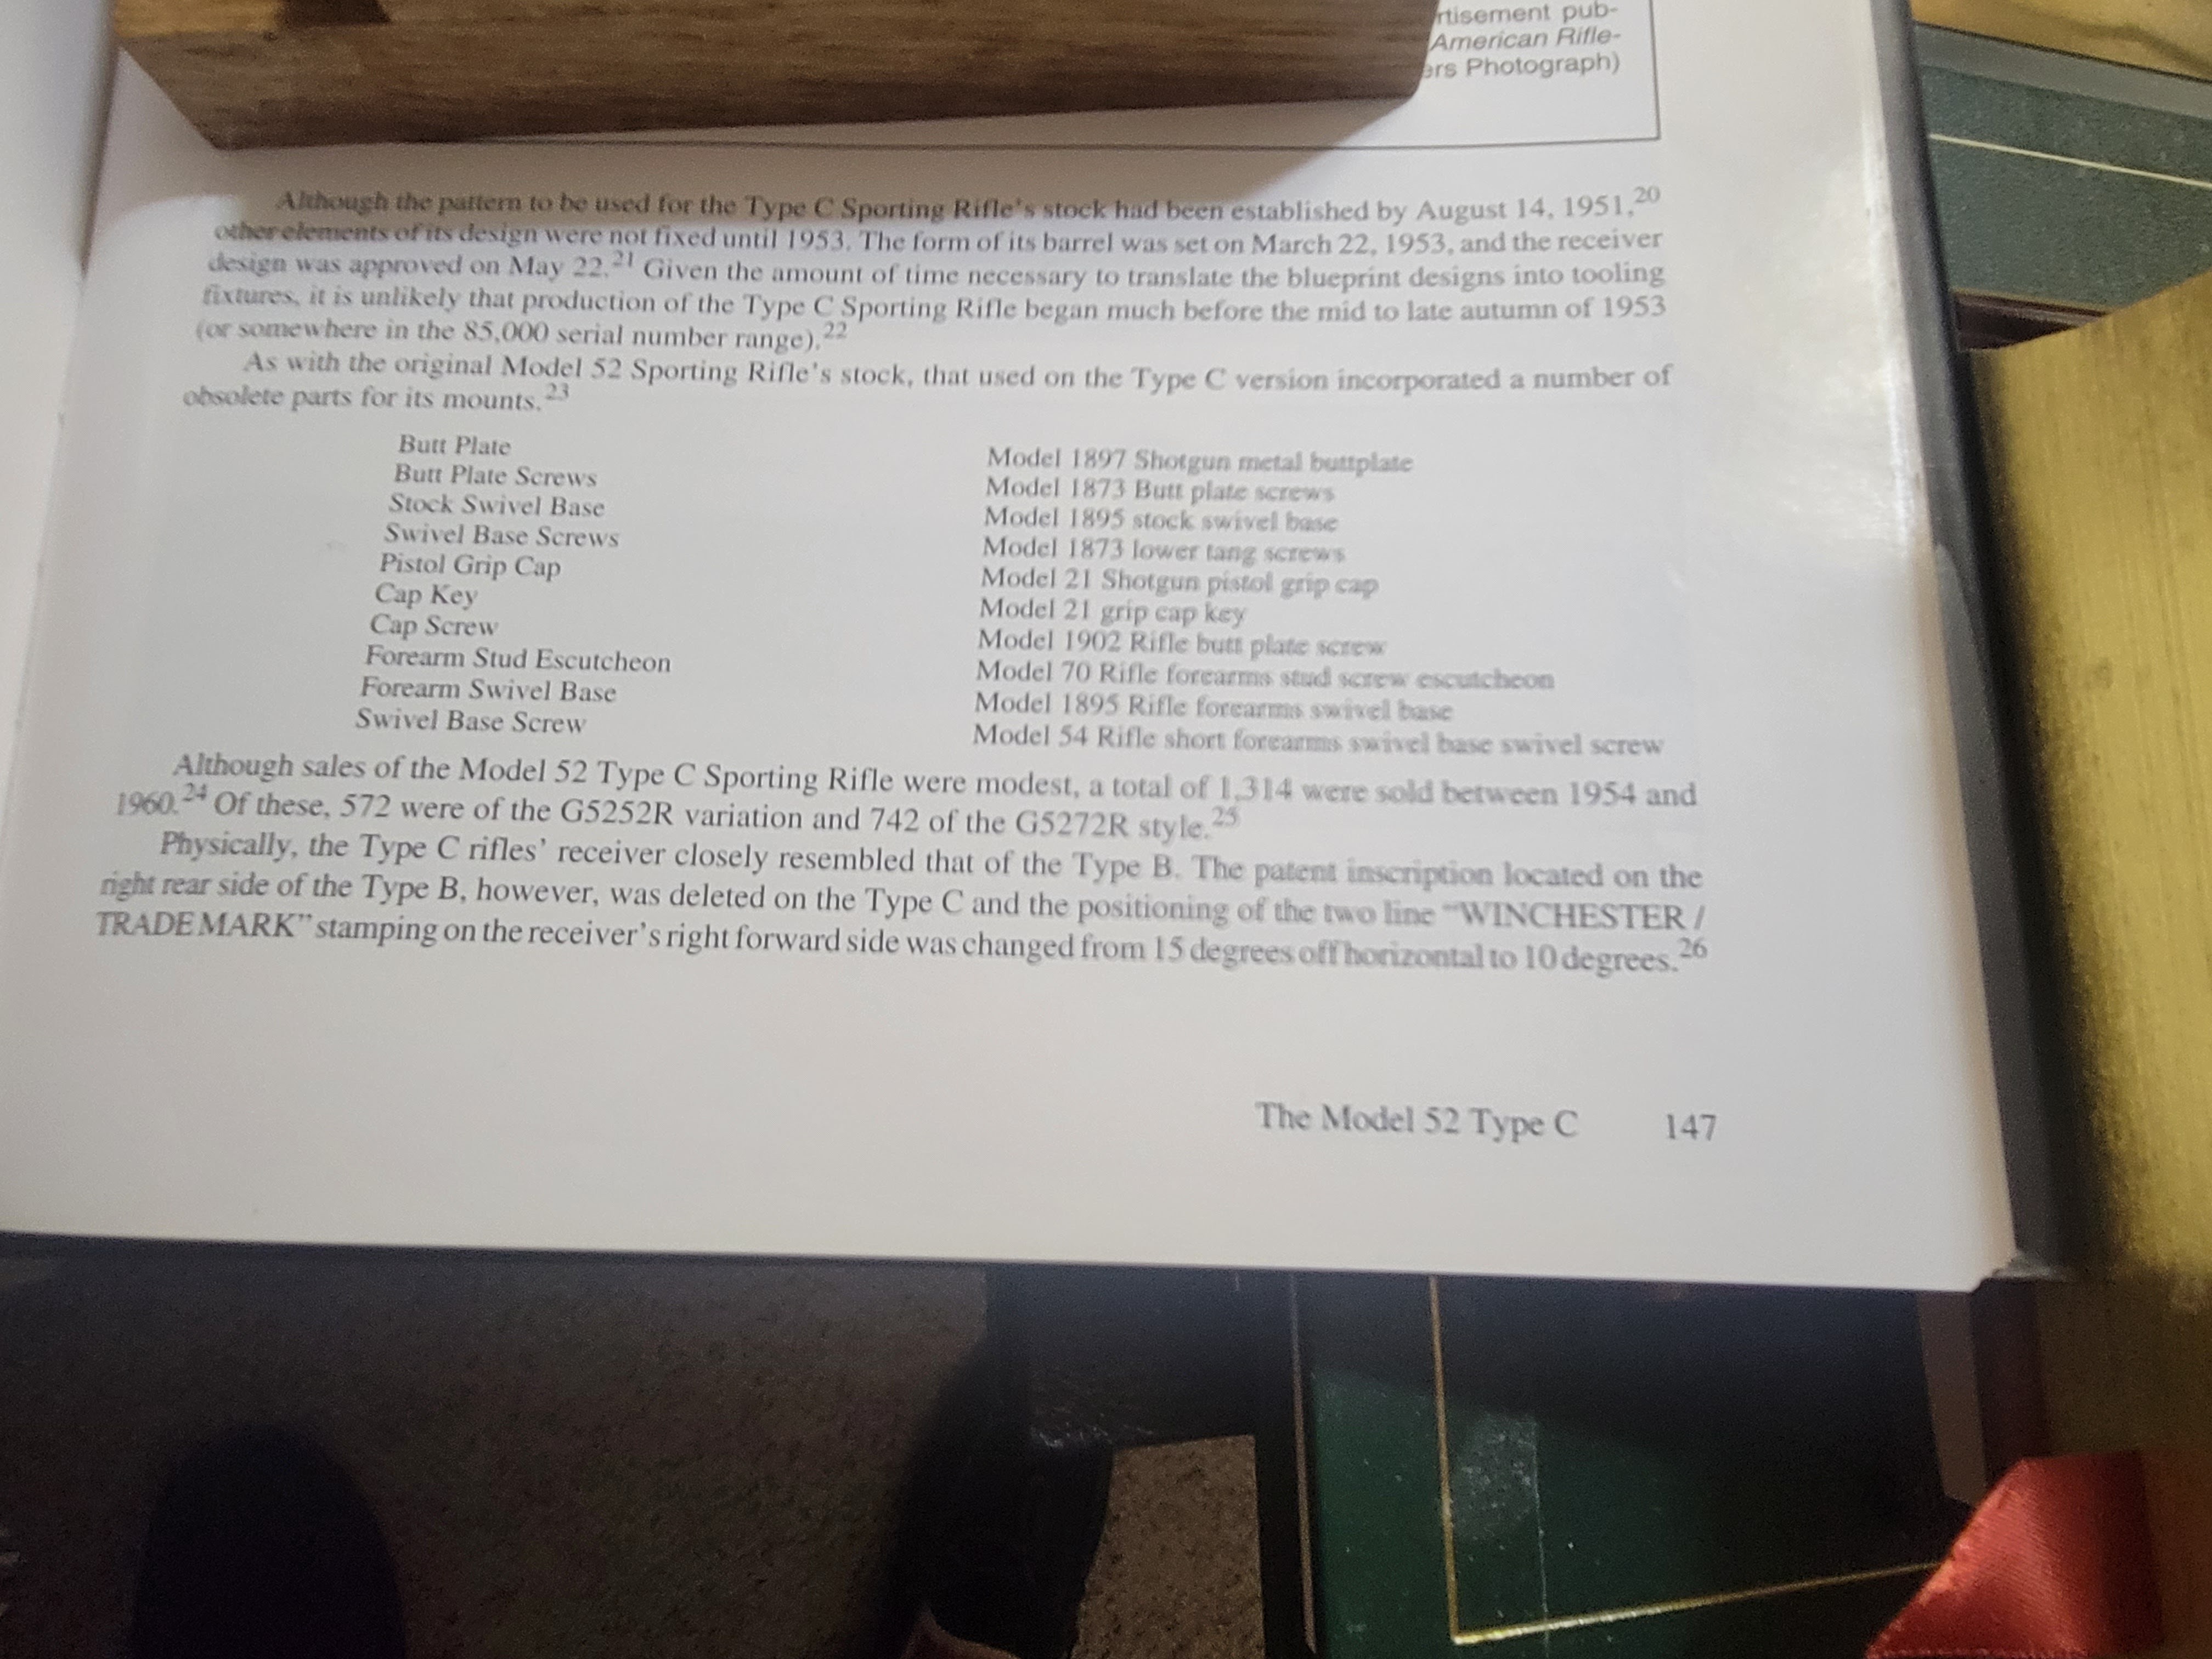 rtisement pub-
American Rifle-
ers Photograph)
Although the pattern to be used for the Type C Sporting Rifle's stock had been established by August 14, 1951,20
other elements of its design were not fixed until 1953. The form of its barrel was set on March 22, 1953, and the receiver
design was approved on May 22.21 Given the amount of time necessary to translate the blueprint designs into tooling
fixtures, it is unlikely that production of the Type C Sporting Rifle began much before the mid to late autumn of 1953
(or somewhere in the 85,000 serial number range).22
As with the original Model 52 Sporting Rifle's stock, that used on the Type C version incorporated a number of
obsolete parts for its mounts.23
Butt Plate Model 1897 Shotgun metal buttplate
Butt Plate Screws Model 1873 Butt plate screws
Stock Swivel Base Model 1895 stock swivel base
Swivel Base Screws Model 1873 lower tang screws
Pistol Grip Cap Model 21 Shotgun pistol grip cap
Cap Key Model 21 grip cap key
Cap Screw Model 1902 Rifle butt plate screw
Forearm Stud Escutcheon Model 70 Rifle forearms stud screw escutcheon
Forearm Swivel Base Model 1895 Rifle forearms swivel base
Swivel Base Screw Model 54 Rifle short forearms swivel base swivel screw
Although sales of the Model 52 Type C Sporting Rifle were modest, a total of 1,314 were sold between 1954 and
1960.24 Of these, 572 were of the G5252R variation and 742 of the G5272R style.25
Physically, the Type C rifles' receiver closely resembled that of the Type B. The patent inscription located on the
right rear side of the Type B, however, was deleted on the Type C and the positioning of the two line "WINCHESTER /
TRADE MARK" stamping on the receiver's right forward side was changed from 15 degrees off horizontal to 10 degrees.26
The Model 52 Type C 147